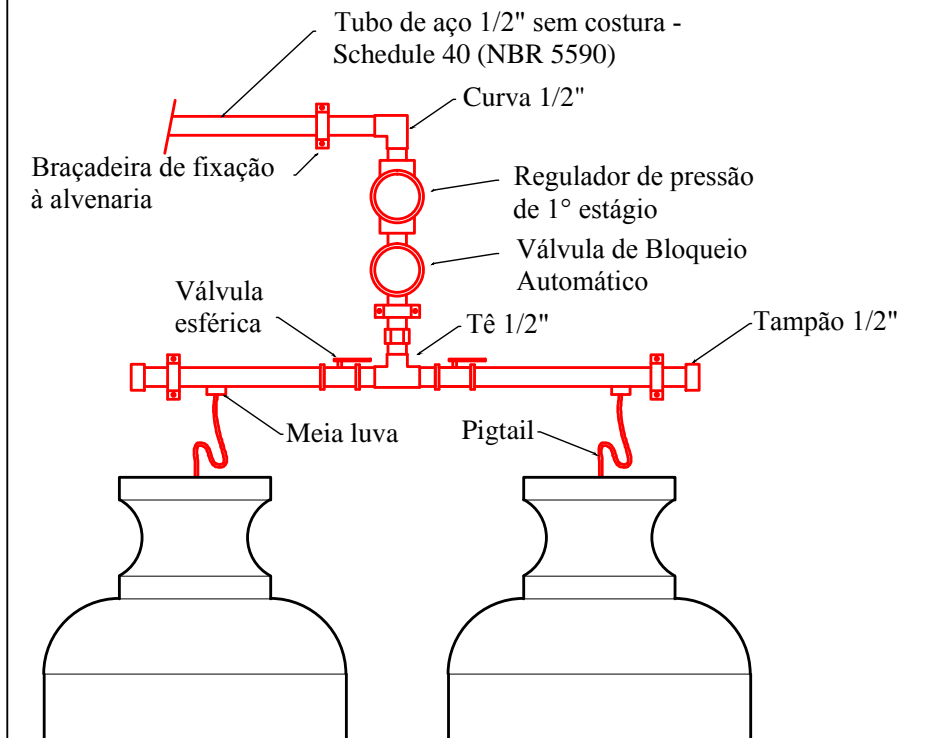 Tubo de aço 1/2" sem costura -
Schedule 40 (NBR 5590)
Curva 1/2"
Braçadeira de fixação
à alvenaria
Regulador de pressão
de 1° estágio
Válvula de Bloqueio
Automático
Válvula
esférica
Tê 1/2"
Tampão 1/2"
Meia luva
Pigtail